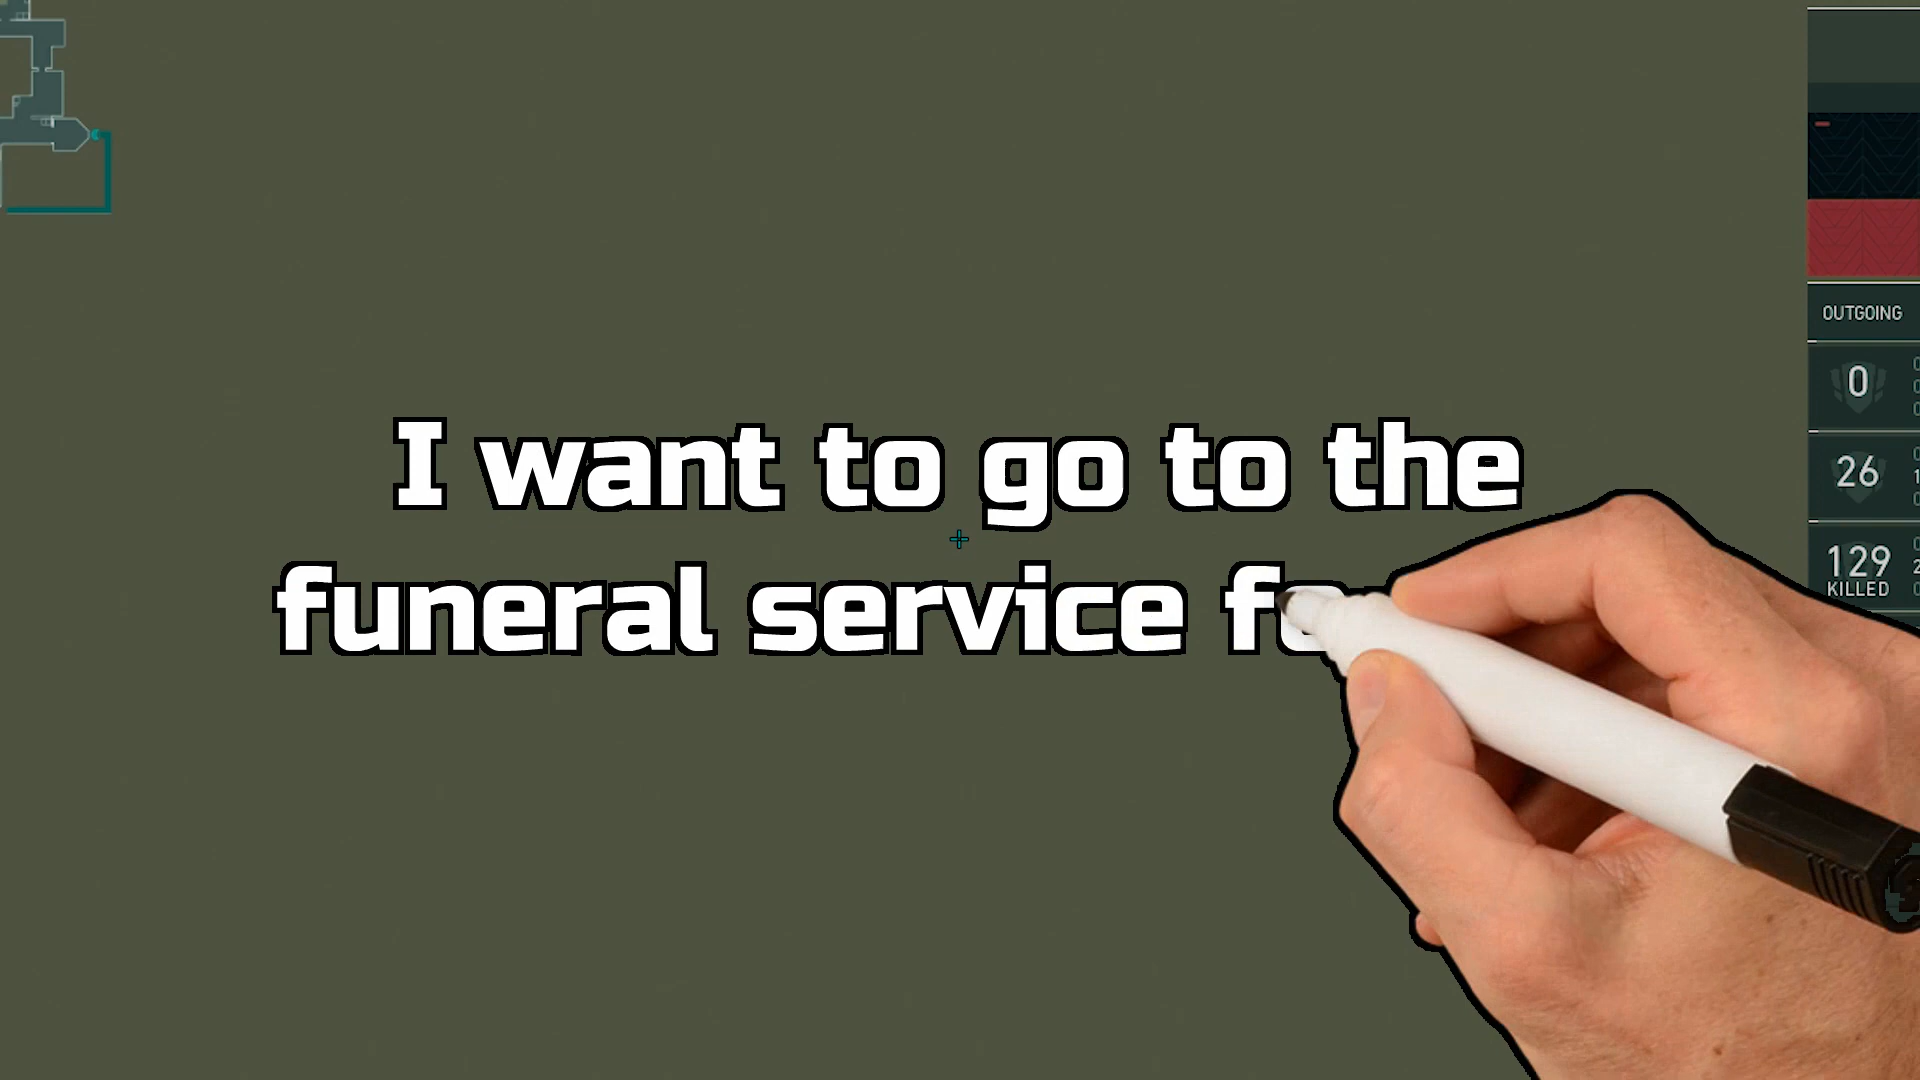 I want to go to the
funeral service
OUTGOING
0
26
129
KILLED